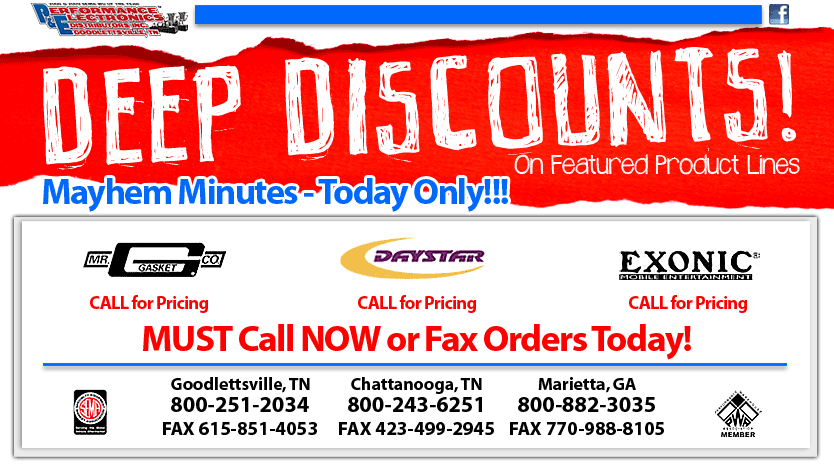 PERFORMANCE
& ELECTRONICS
DISTRIBUTORS INC.
GOODLETTSVILLE, TN
f
DEEP DISCOUNTS!
On Featured Product Lines
Mayhem Minutes - Today Only!!!
MR. GASKET CO.
DAYSTAR
EXONIC®
MOBILE ENTERTAINMENT
CALL for Pricing CALL for Pricing CALL for Pricing
MUST Call NOW or Fax Orders Today!
Goodlettsville, TN Chattanooga, TN Marietta, GA
800-251-2034 800-243-6251 800-882-3035
FAX 615-851-4053 FAX 423-499-2945 FAX 770-988-8105
SEMA
PWA
MEMBER